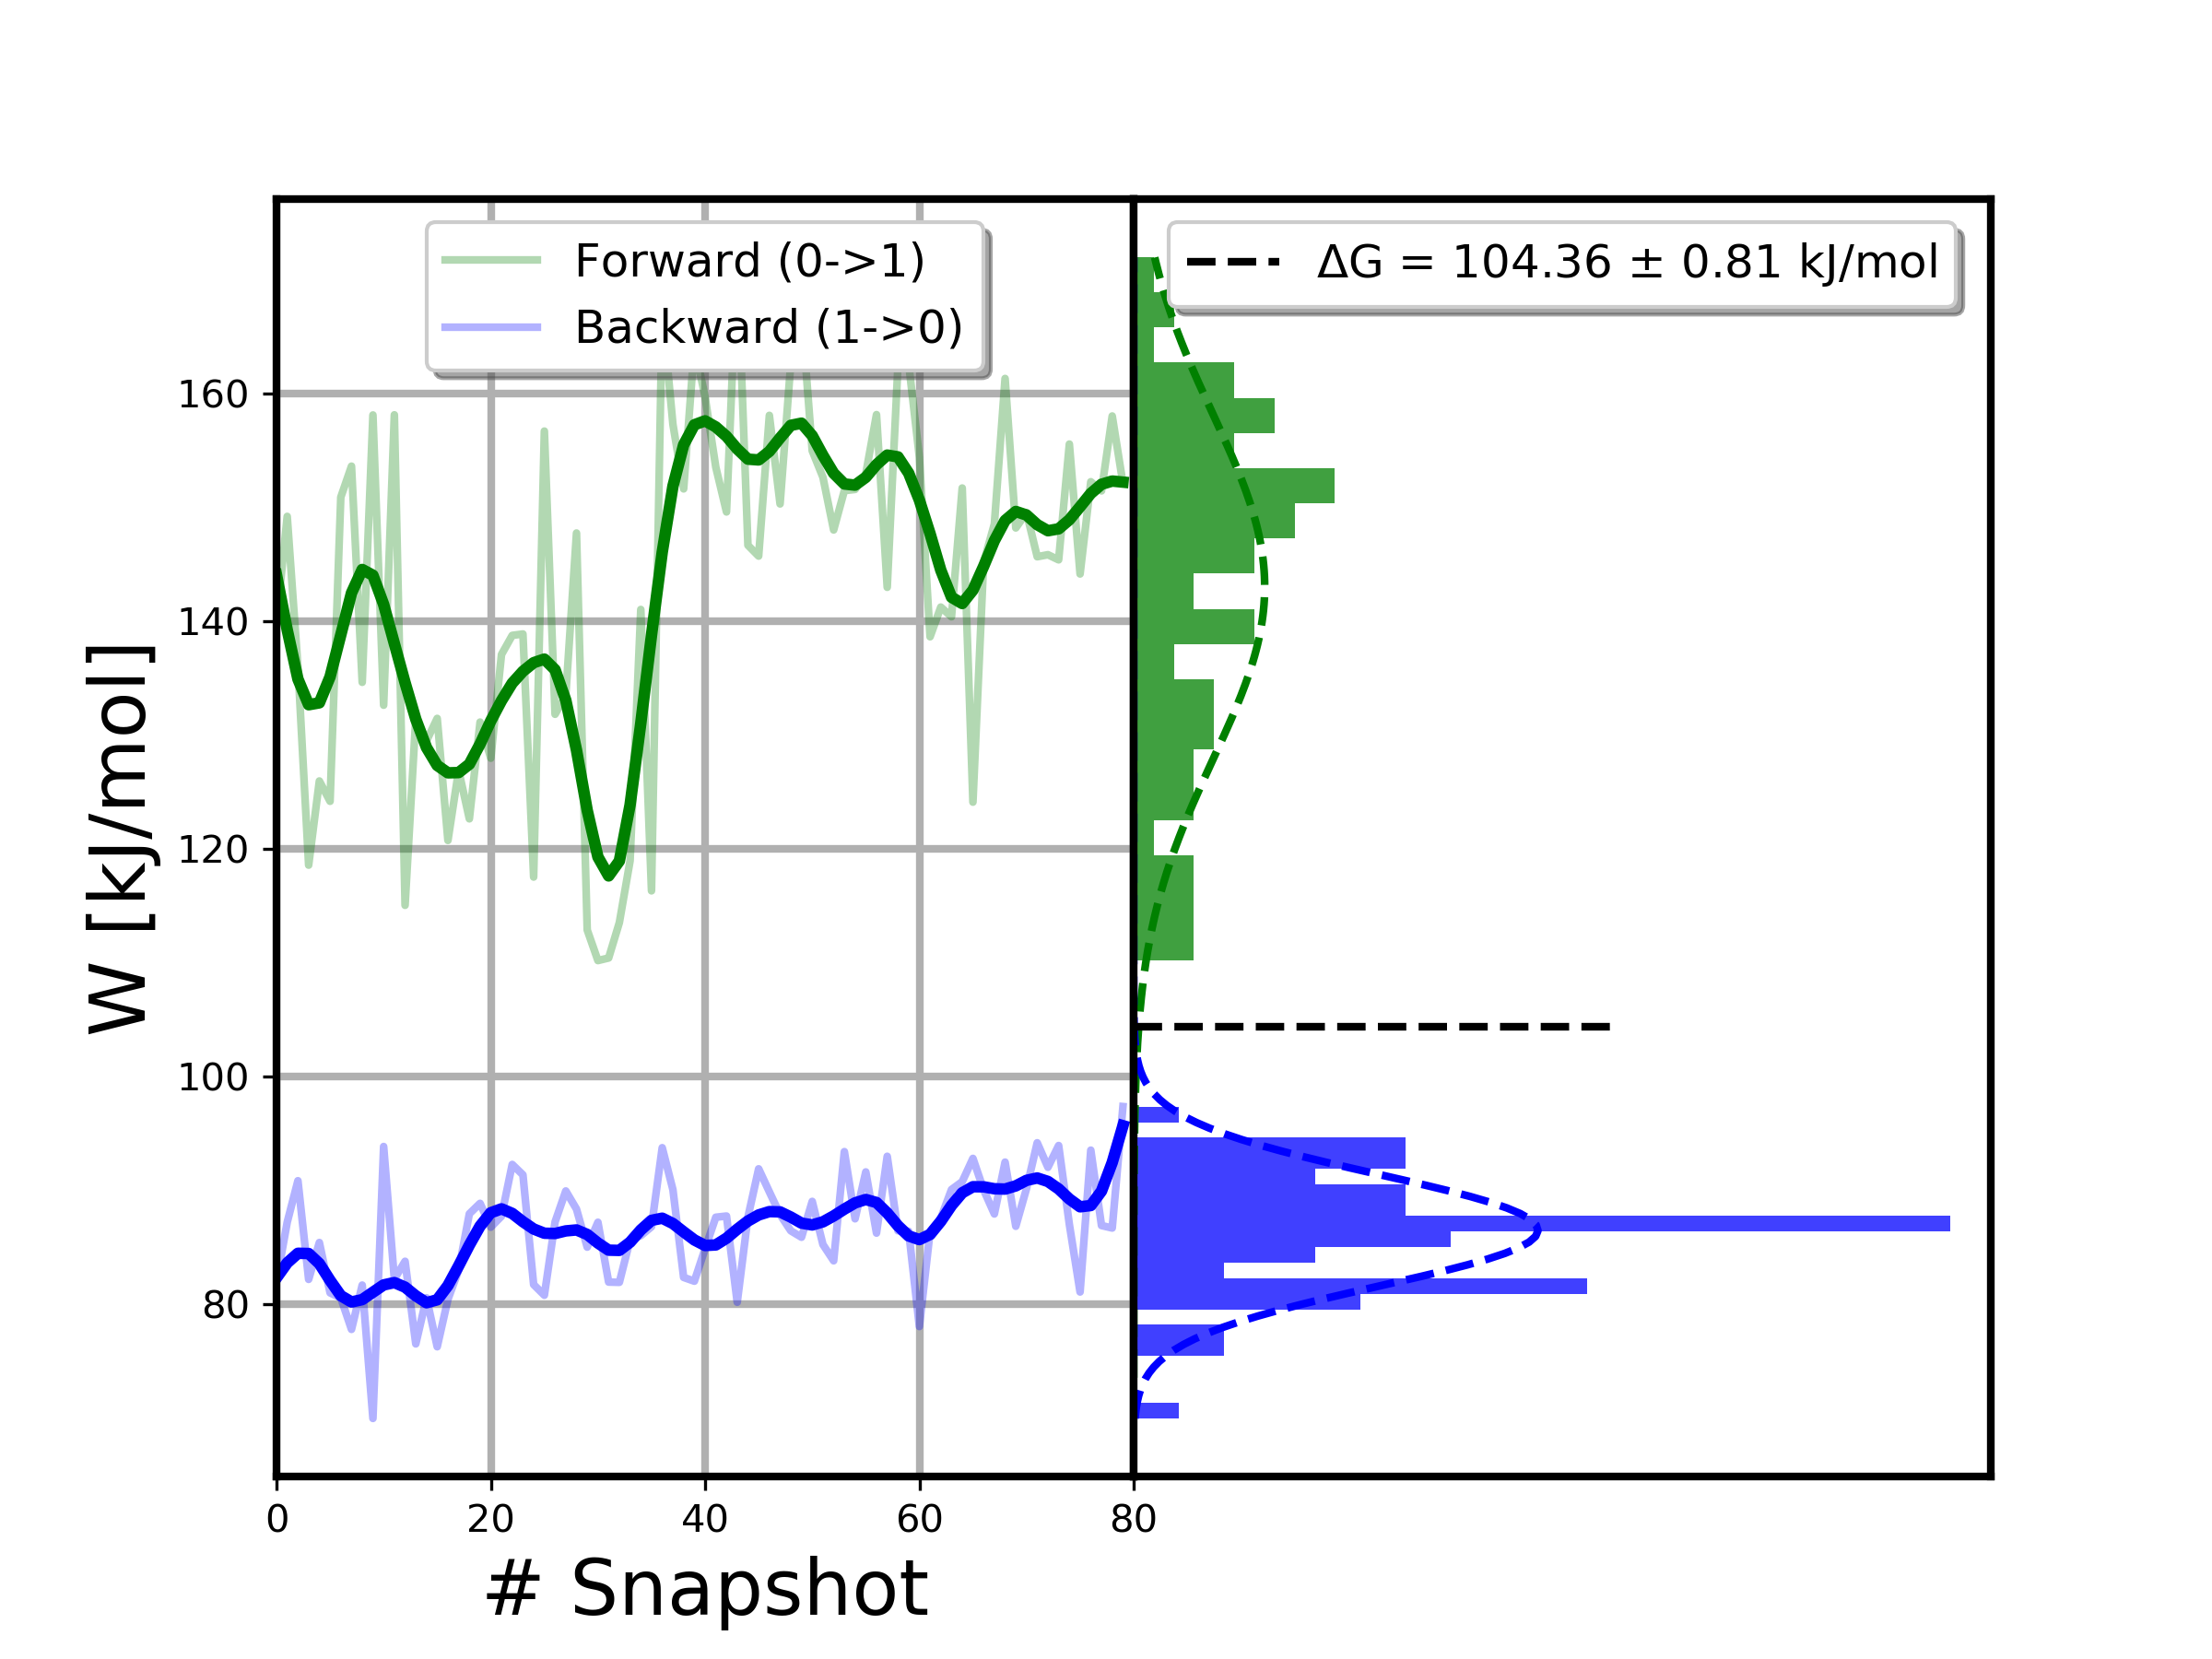 Forward (0->1)
Backward (1->0)
ΔG = 104.36 ± 0.81 kJ/mol
W [kJ/mol]
160
140
120
100
80
0 20 40 60 80
# Snapshot